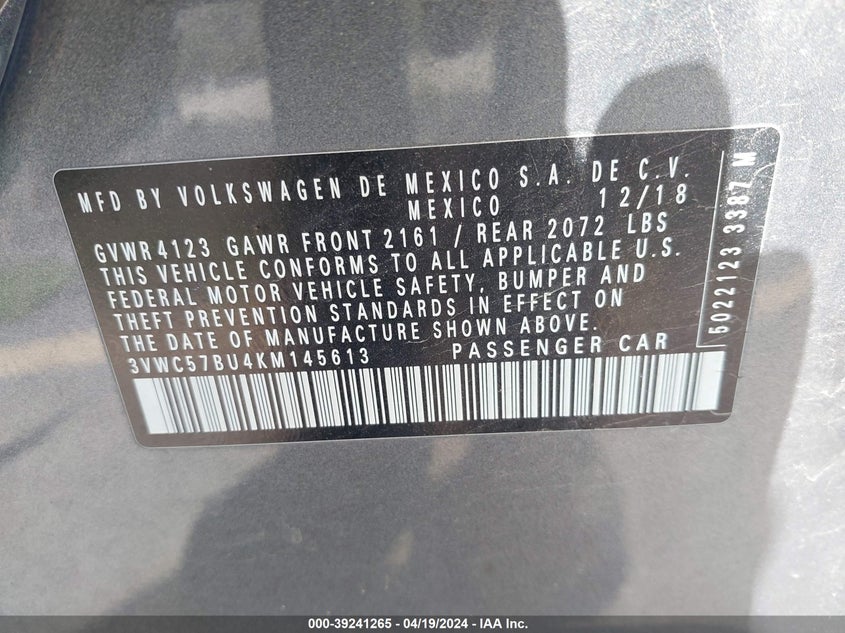 MFD BY VOLKSWAGEN DE MEXICO S.A. DE C.V.
MEXICO 12/18
GVWR 4123 GAWR FRONT 2161 / REAR 2072 LBS
THIS VEHICLE CONFORMS TO ALL APPLICABLE U.S.
FEDERAL MOTOR VEHICLE SAFETY, BUMPER AND
THEFT PREVENTION STANDARDS IN EFFECT ON
THE DATE OF MANUFACTURE SHOWN ABOVE.
3VWC57BU4KM145613 PASSENGER CAR
5022123 3387 M
000-39241265 - 04/19/2024 - IAA Inc.